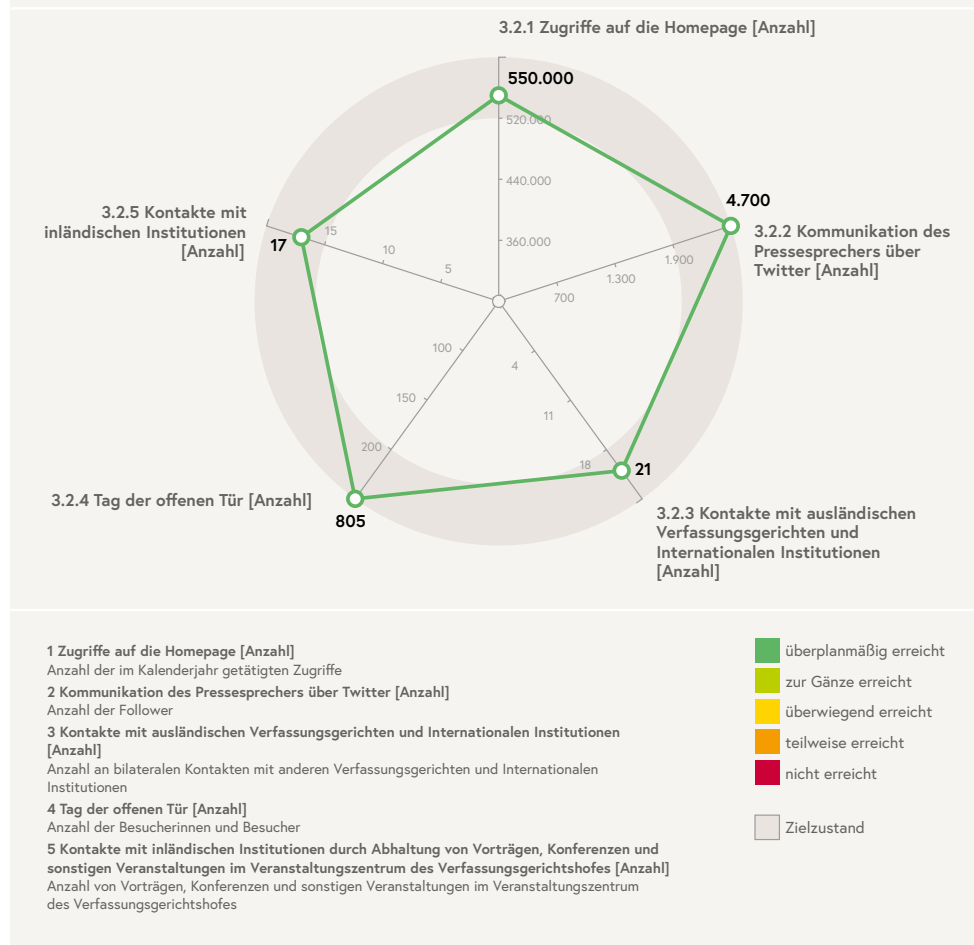 3.2.1 Zugriffe auf die Homepage [Anzahl]
550.000
520.000
440.000
360.000
4.700
3.2.2 Kommunikation des
Pressesprechers über
Twitter [Anzahl]
1.900
1.300
700
3.2.5 Kontakte mit
inländischen Institutionen
[Anzahl]
17
15
10
5
100
150
200
4
11
18
21
3.2.4 Tag der offenen Tür [Anzahl]
805
3.2.3 Kontakte mit ausländischen
Verfassungsgerichten und
Internationalen Institutionen
[Anzahl]
1 Zugriffe auf die Homepage [Anzahl]
Anzahl der im Kalenderjahr getätigten Zugriffe
2 Kommunikation des Pressesprechers über Twitter [Anzahl]
Anzahl der Follower
3 Kontakte mit ausländischen Verfassungsgerichten und Internationalen Institutionen
[Anzahl]
Anzahl an bilateralen Kontakten mit anderen Verfassungsgerichten und Internationalen
Institutionen
4 Tag der offenen Tür [Anzahl]
Anzahl der Besucherinnen und Besucher
5 Kontakte mit inländischen Institutionen durch Abhaltung von Vorträgen, Konferenzen und
sonstigen Veranstaltungen im Veranstaltungszentrum des Verfassungsgerichtshofes [Anzahl]
Anzahl von Vorträgen, Konferenzen und sonstigen Veranstaltungen im Veranstaltungszentrum
des Verfassungsgerichtshofes
überplanmäßig erreicht
zur Gänze erreicht
überwiegend erreicht
teilweise erreicht
nicht erreicht
Zielzustand